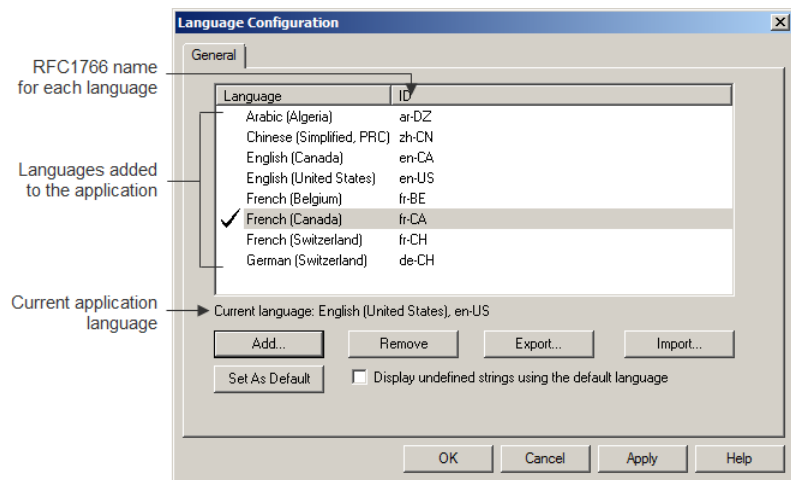 Language Configuration
General
RFC1766 name
for each language
Language ID
Arabic (Algeria) ar-DZ
Chinese (Simplified, PRC) zh-CN
English (Canada) en-CA
Languages added
to the application
English (United States) en-US
French (Belgium) fr-BE
French (Canada) fr-CA
French (Switzerland) fr-CH
German (Switzerland) de-CH
Current application
language
Current language: English (United States), en-US
Add... Remove Export... Import...
Set As Default Display undefined strings using the default language
OK Cancel Apply Help